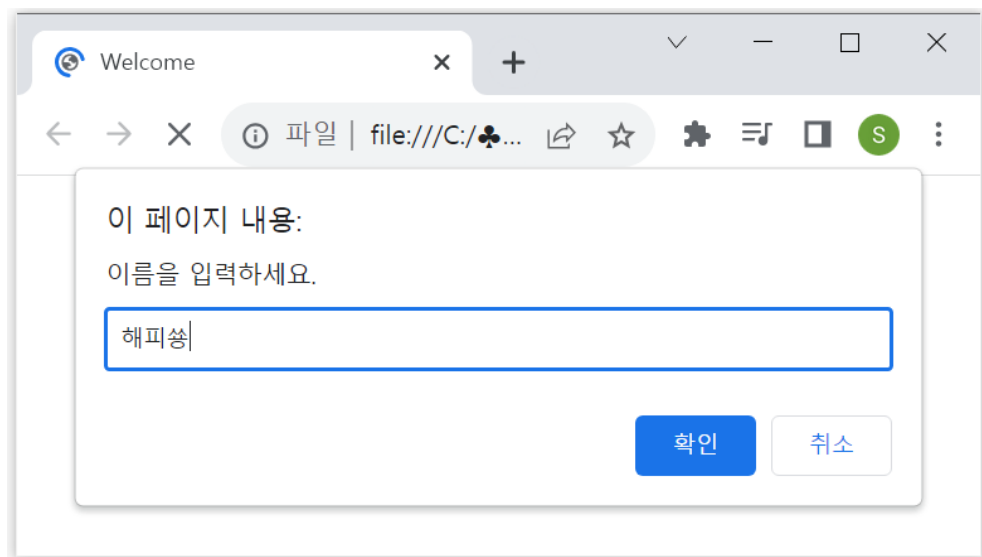 Welcome
파일 | file:///C:/♣... S
이 페이지 내용:
이름을 입력하세요.
해피쏭
확인 취소